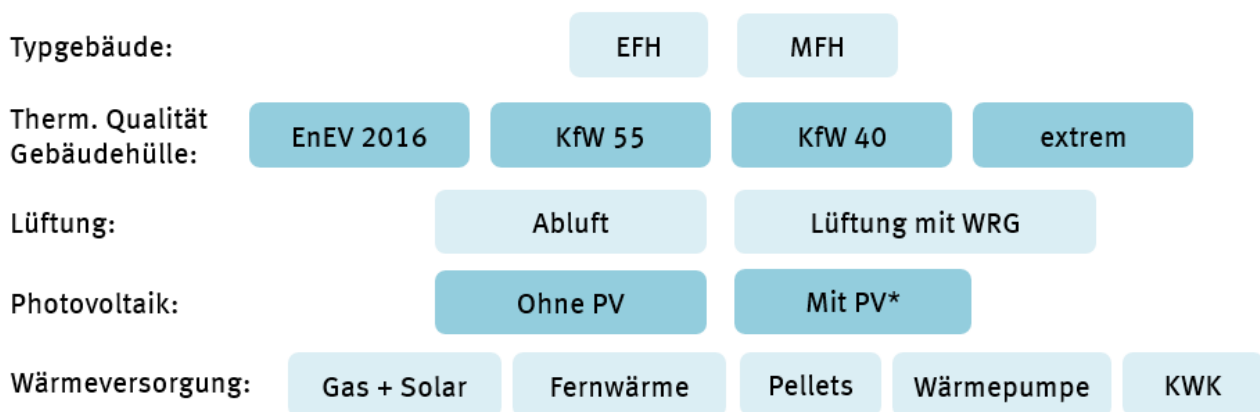 Typgebäude: EFH MFH
Therm. Qualität
Gebäudehülle: EnEV 2016 KfW 55 KfW 40 extrem
Lüftung: Abluft Lüftung mit WRG
Photovoltaik: Ohne PV Mit PV*
Wärmeversorgung: Gas + Solar Fernwärme Pellets Wärmepumpe KWK